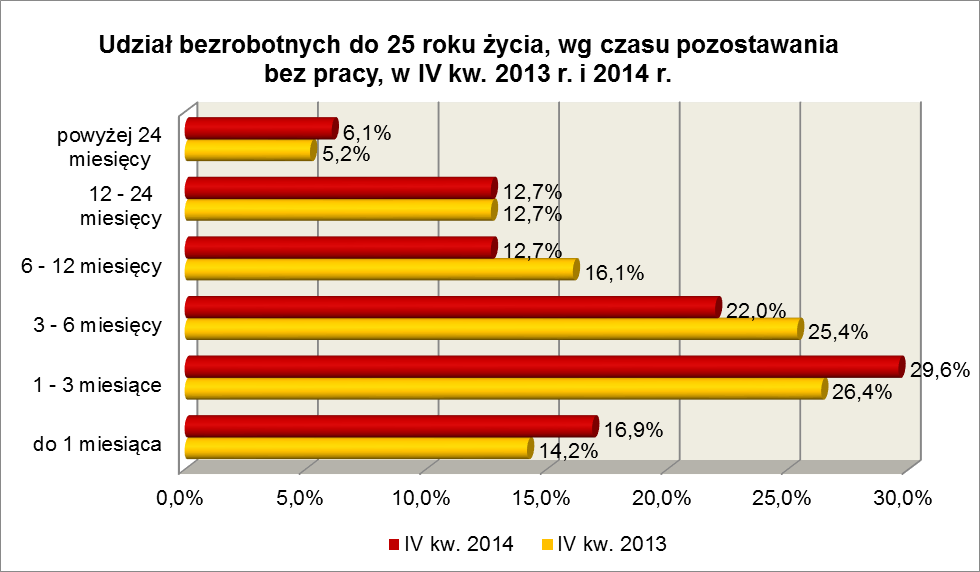 Udział bezrobotnych do 25 roku życia, wg czasu pozostawania
bez pracy, w IV kw. 2013 r. i 2014 r.
powyżej 24
miesięcy
6,1%
5,2%
12 - 24
miesięcy
12,7%
12,7%
6 - 12 miesięcy
12,7%
16,1%
3 - 6 miesięcy
22,0%
25,4%
1 - 3 miesiące
29,6%
26,4%
do 1 miesiąca
16,9%
14,2%
0,0% 5,0% 10,0% 15,0% 20,0% 25,0% 30,0%
IV kw. 2014 IV kw. 2013